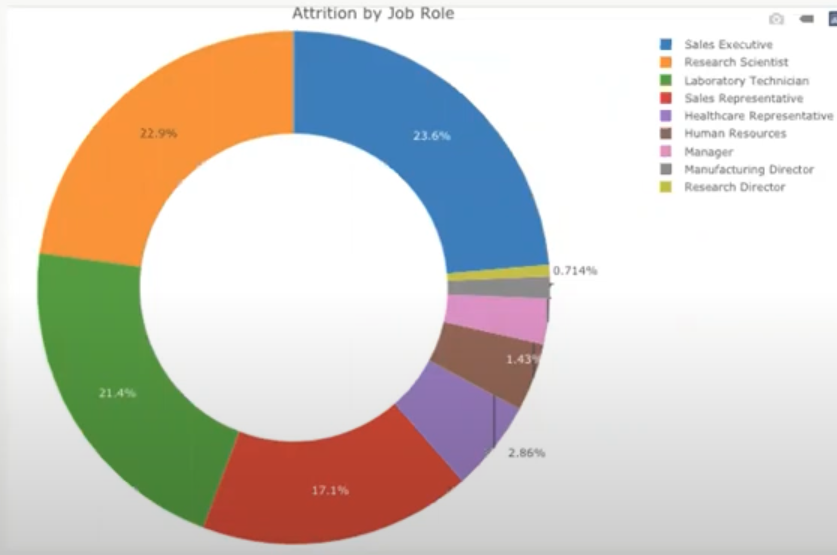 Attrition by Job Role
Sales Executive
Research Scientist
Laboratory Technician
Sales Representative
Healthcare Representative
Human Resources
Manager
Manufacturing Director
Research Director
22.9%
23.6%
0.714%
1.43%
21.4%
2.86%
17.1%